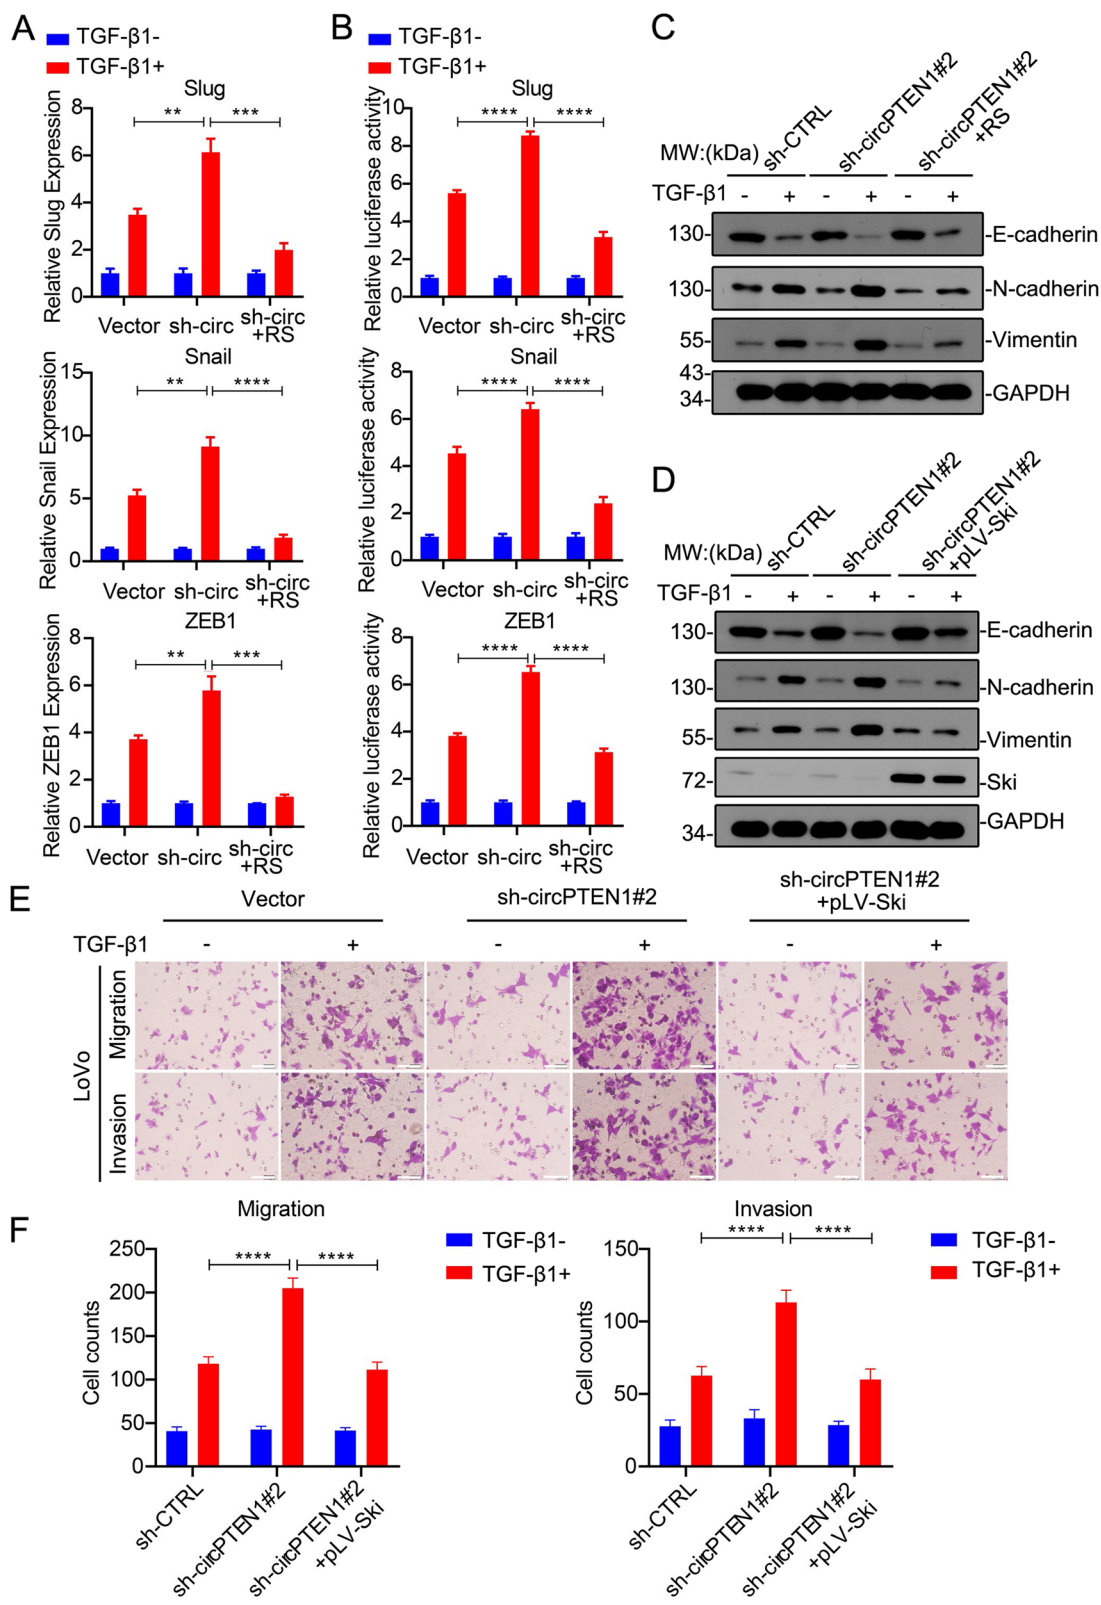 A
TGF-β1-
TGF-β1+
Slug
Relative Slug Expression
8
6
4
2
0
**
***
Vector
sh-circ
sh-circ
+RS
Snail
Relative Snail Expression
15
10
5
0
**
****
Vector
sh-circ
sh-circ
+RS
ZEB1
Relative ZEB1 Expression
8
6
4
2
0
**
***
Vector
sh-circ
sh-circ
+RS
B
TGF-β1-
TGF-β1+
Slug
Relative luciferase activity
10
8
6
4
2
0
****
****
Vector
sh-circ
sh-circ
+RS
Snail
Relative luciferase activity
8
6
4
2
0
****
****
Vector
sh-circ
sh-circ
+RS
ZEB1
Relative luciferase activity
8
6
4
2
0
****
****
Vector
sh-circ
sh-circ
+RS
C
MW:(kDa)
sh-CTRL
sh-circPTEN1#2
sh-circPTEN1#2
+RS
TGF-β1 - + - + - +
130- -E-cadherin
130- -N-cadherin
55- -Vimentin
43-
34- -GAPDH
D
MW:(kDa)
sh-CTRL
sh-circPTEN1#2
sh-circPTEN1#2
+pLV-Ski
TGF-β1 - + - + - +
130- -E-cadherin
130- -N-cadherin
55- -Vimentin
72- -Ski
34- -GAPDH
E
Vector
sh-circPTEN1#2
sh-circPTEN1#2
+pLV-Ski
TGF-β1 - + - + - +
LoVo
Migration
Invasion
F
Migration
Cell counts
250
200
150
100
50
0
****
****
TGF-β1-
TGF-β1+
sh-CTRL
sh-circPTEN1#2
sh-circPTEN1#2
+pLV-Ski
Invasion
Cell counts
150
100
50
0
****
****
TGF-β1-
TGF-β1+
sh-CTRL
sh-circPTEN1#2
sh-circPTEN1#2
+pLV-Ski